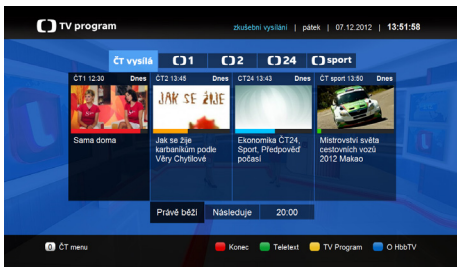 TV program
zkušební vysílání | pátek | 07.12.2012 | 13:51:58
ČT vysílá 1 2 24 sport
ČT1 12:30 Dnes
Sama doma
ČT2 13:45 Dnes
JAK SE ŽIJE
Jak se žije
karbaníkům podle
Věry Chytilové
ČT24 13:43 Dnes
Ekonomika ČT24,
Sport, Předpověď
počasí
ČT sport 13:50 Dnes
Mistrovství světa
cestovních vozů
2012 Makao
Právě běží Následuje 20:00
0 ČT menu
Konec Teletext TV Program O HbbTV